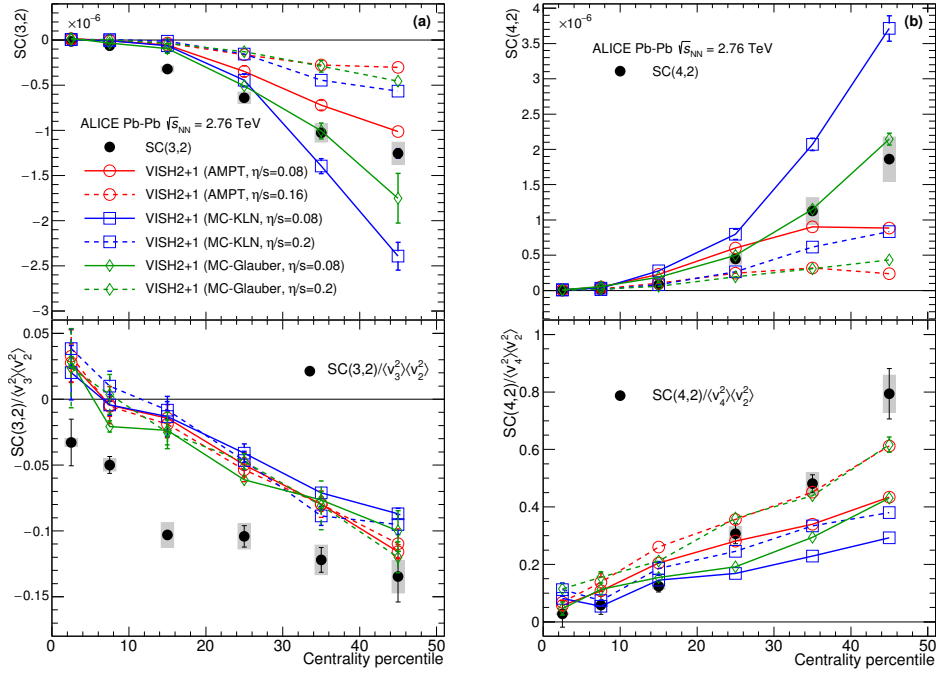 SC(3,2)
×10⁻⁶
(a)
0
−0.5
−1
−1.5
−2
−2.5
−3
ALICE Pb-Pb √s_NN = 2.76 TeV
SC(3,2)
VISH2+1 (AMPT, η/s=0.08)
VISH2+1 (AMPT, η/s=0.16)
VISH2+1 (MC-KLN, η/s=0.08)
VISH2+1 (MC-KLN, η/s=0.2)
VISH2+1 (MC-Glauber, η/s=0.08)
VISH2+1 (MC-Glauber, η/s=0.2)
SC(3,2)/⟨v₃²⟩⟨v₂²⟩
0.05
0
−0.05
−0.1
−0.15
SC(3,2)/⟨v₃²⟩⟨v₂²⟩
0 10 20 30 40 50
Centrality percentile
SC(4,2)
×10⁻⁶
(b)
4
3.5
3
2.5
2
1.5
1
0.5
0
ALICE Pb-Pb √s_NN = 2.76 TeV
SC(4,2)
SC(4,2)/⟨v₄²⟩⟨v₂²⟩
1
0.8
0.6
0.4
0.2
0
SC(4,2)/⟨v₄²⟩⟨v₂²⟩
0 10 20 30 40 50
Centrality percentile